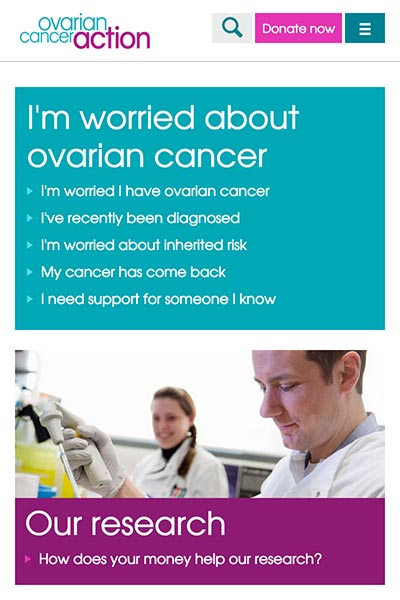 ovarian
canceraction
Donate now
I'm worried about
ovarian cancer
I'm worried I have ovarian cancer
I've recently been diagnosed
I'm worried about inherited risk
My cancer has come back
I need support for someone I know
Our research
How does your money help our research?